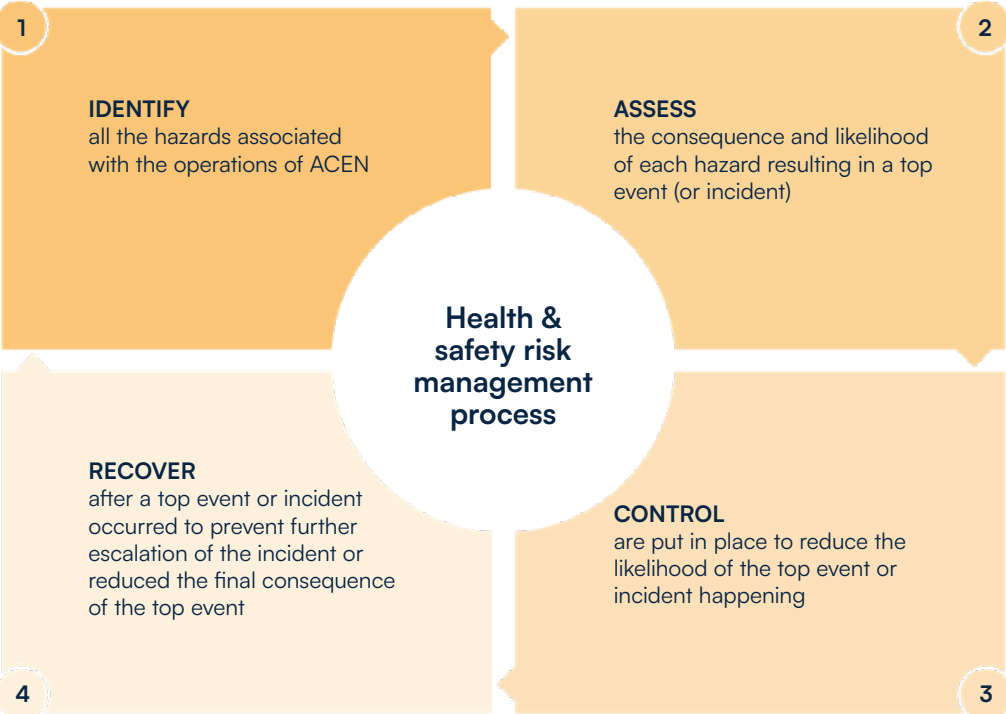 1
IDENTIFY
all the hazards associated
with the operations of ACEN
2
ASSESS
the consequence and likelihood
of each hazard resulting in a top
event (or incident)
Health &
safety risk
management
process
3
CONTROL
are put in place to reduce the
likelihood of the top event or
incident happening
4
RECOVER
after a top event or incident
occurred to prevent further
escalation of the incident or
reduced the final consequence
of the top event